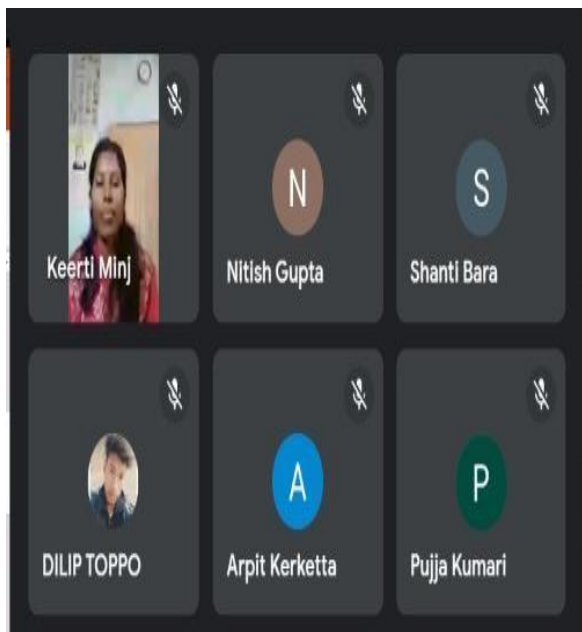 Keerti Minj
N
Nitish Gupta
S
Shanti Bara
DILIP TOPPO
A
Arpit Kerketta
P
Pujja Kumari